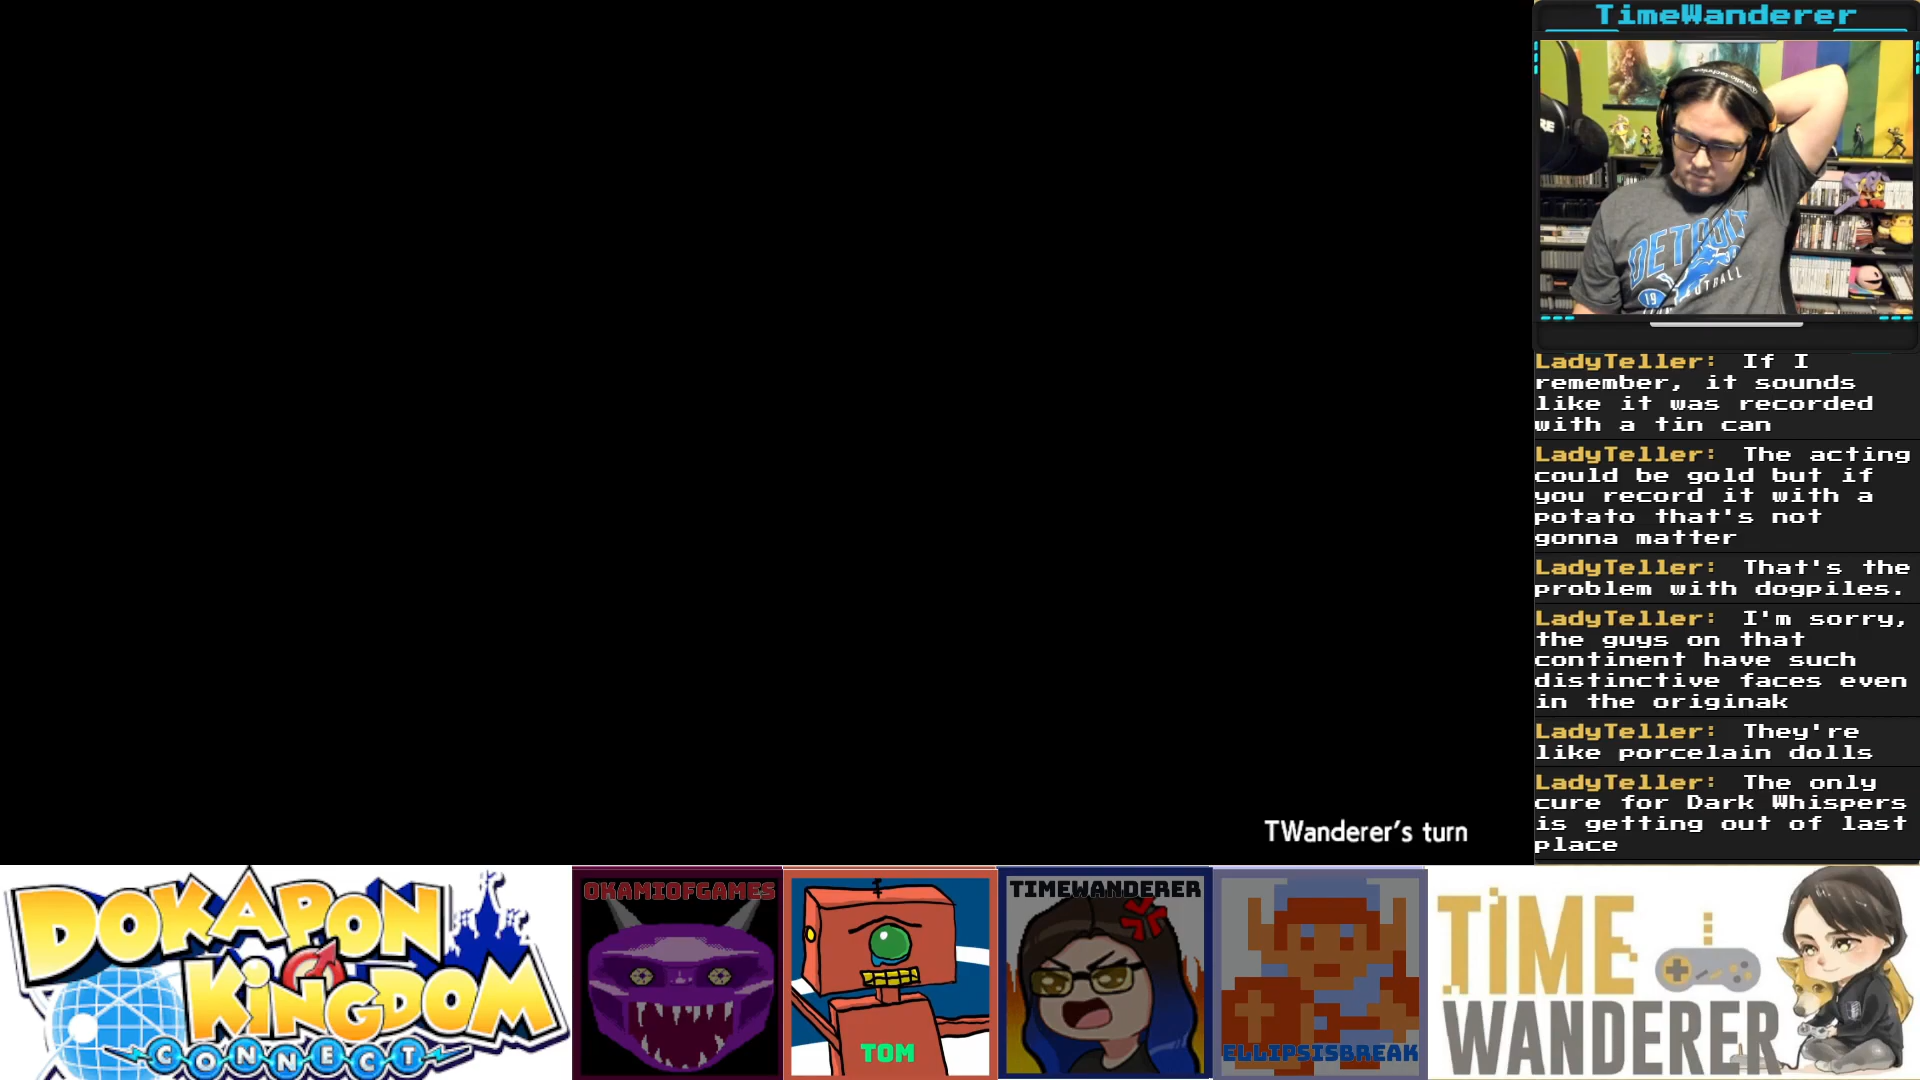 TimeWanderer
DETROIT
19
LadyTeller: If I
remember, it sounds
like it was recorded
with a tin can
LadyTeller: The acting
could be gold but if
you record it with a
potato that's not
gonna matter
LadyTeller: That's the
problem with dogpiles.
LadyTeller: I'm sorry,
the guys on that
continent have such
distinctive faces even
in the originak
LadyTeller: They're
like porcelain dolls
LadyTeller: The only
cure for Dark Whispers
is getting out of last
place
TWanderer's turn
DOKAPON
KINGDOM
CONNECT
OKAMIOFGAMES
TOM
TIMEWANDERER
ELLIPSISBREAK
TIME
WANDERER